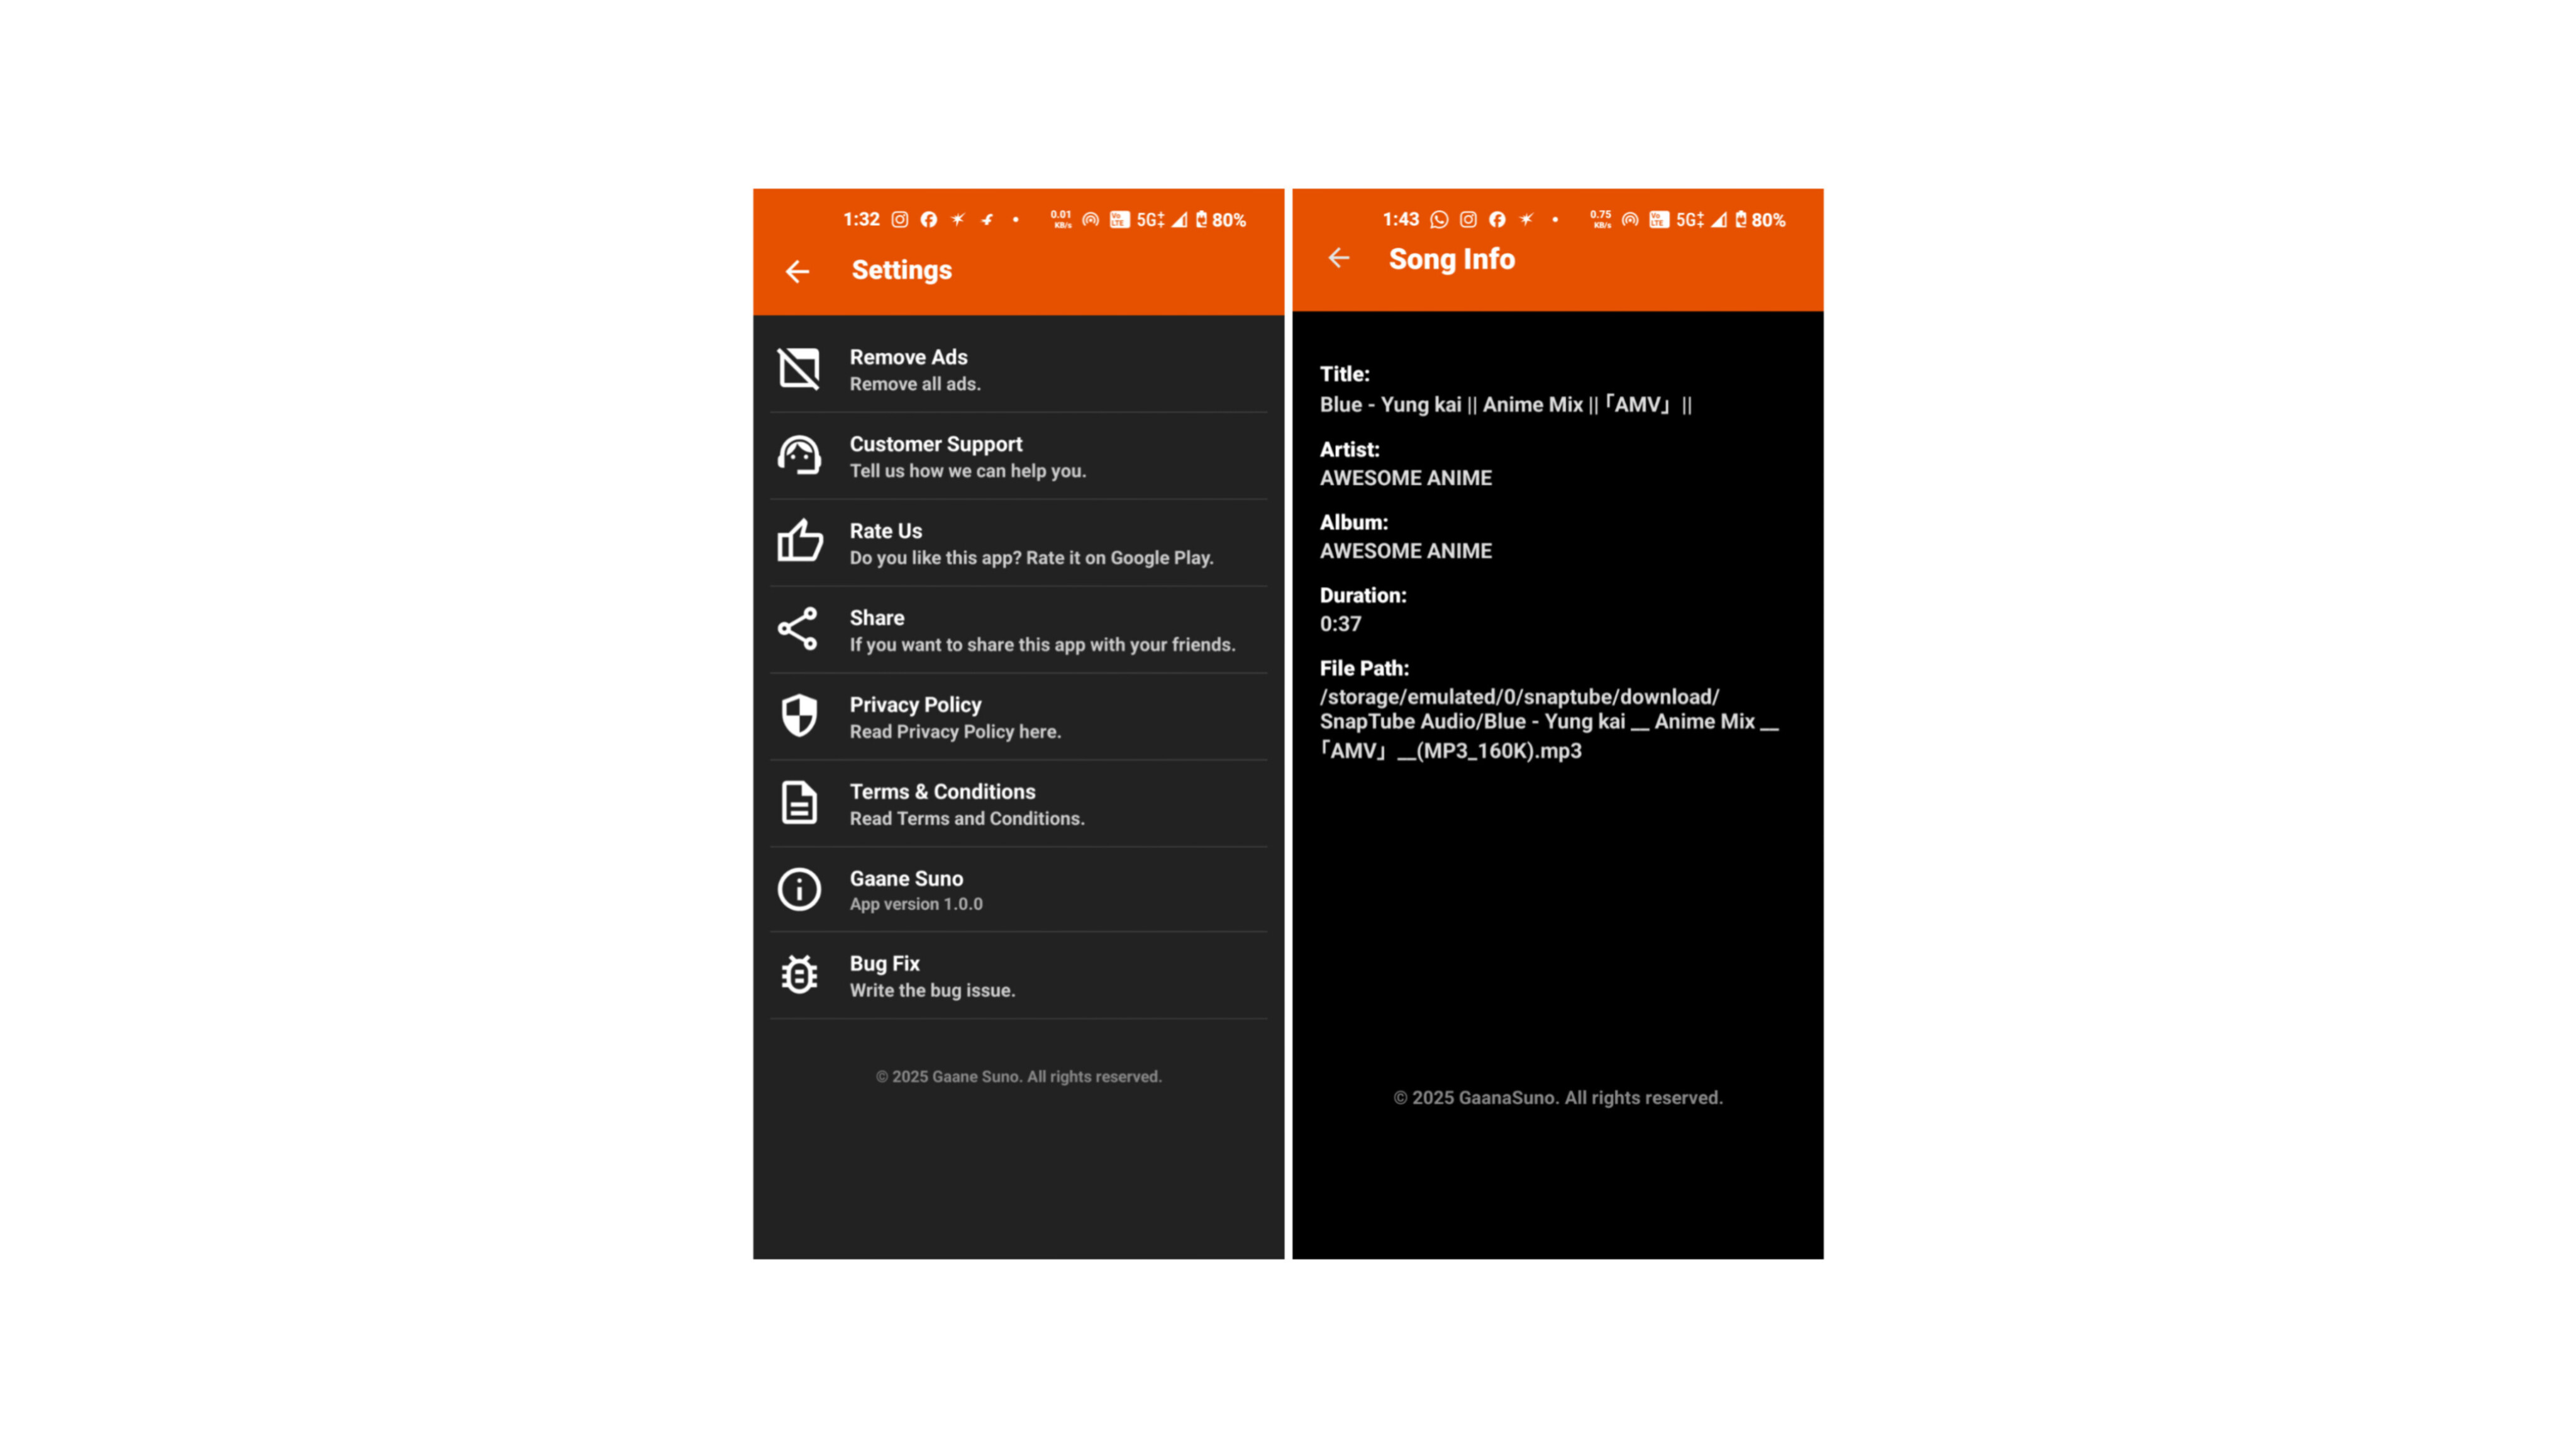 1:32 0.01 KB/s Vo LTE 5G 80%
Settings
Remove Ads
Remove all ads.
Customer Support
Tell us how we can help you.
Rate Us
Do you like this app? Rate it on Google Play.
Share
If you want to share this app with your friends.
Privacy Policy
Read Privacy Policy here.
Terms & Conditions
Read Terms and Conditions.
Gaane Suno
App version 1.0.0
Bug Fix
Write the bug issue.
© 2025 Gaane Suno. All rights reserved.
1:43 0.75 KB/s Vo LTE 5G 80%
Song Info
Title:
Blue - Yung kai || Anime Mix ||「AMV」||
Artist:
AWESOME ANIME
Album:
AWESOME ANIME
Duration:
0:37
File Path:
/storage/emulated/0/snaptube/download/
SnapTube Audio/Blue - Yung kai __ Anime Mix __
「AMV」__(MP3_160K).mp3
© 2025 GaanaSuno. All rights reserved.